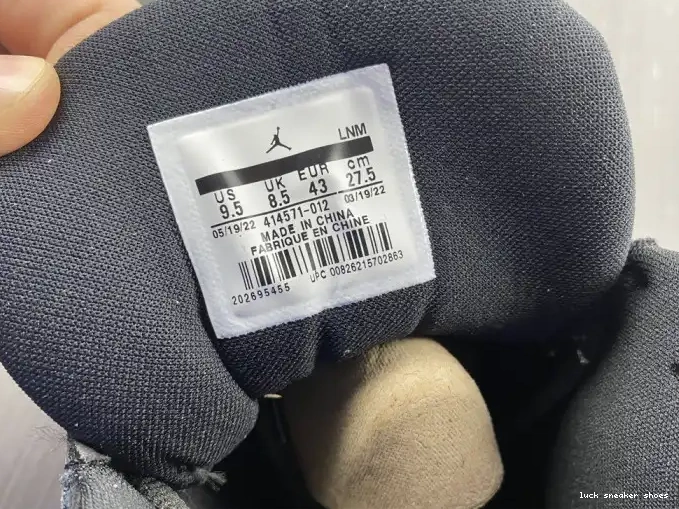 LNM
US UK EUR cm
9.5 8.5 43 27.5
05/19/22 414571-012 03/19/22
MADE IN CHINA
FABRIQUE EN CHINE
202695455 UPC 00826215702863
luck sneaker shoes